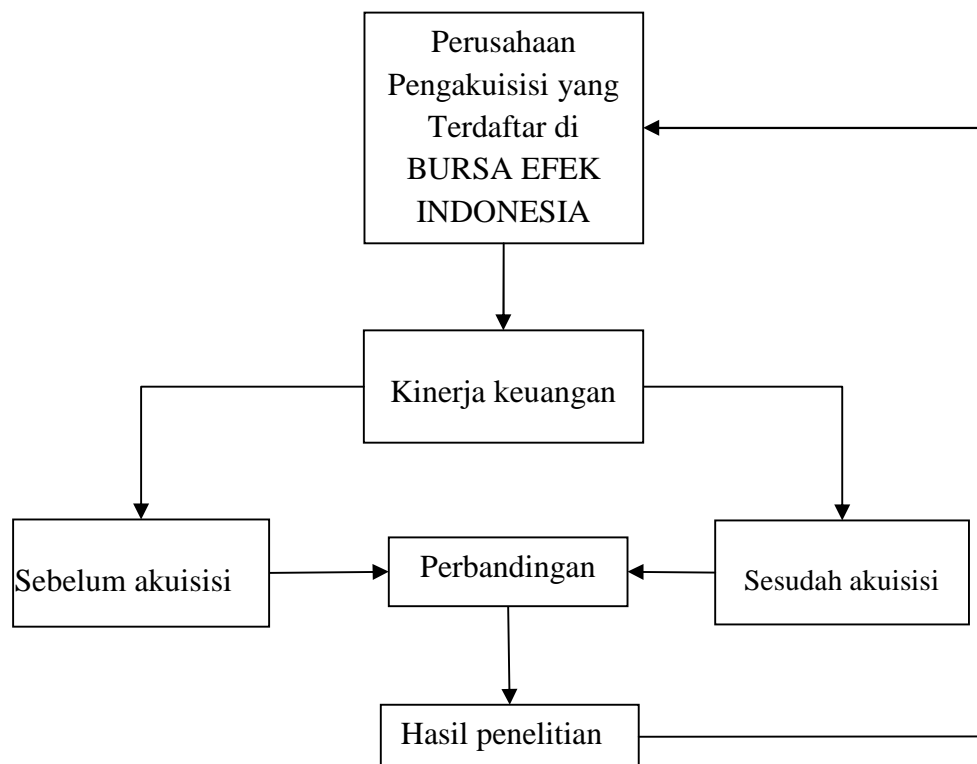 Perusahaan
Pengakuisisi yang
Terdaftar di
BURSA EFEK
INDONESIA
Kinerja keuangan
Sebelum akuisisi
Perbandingan
Sesudah akuisisi
Hasil penelitian